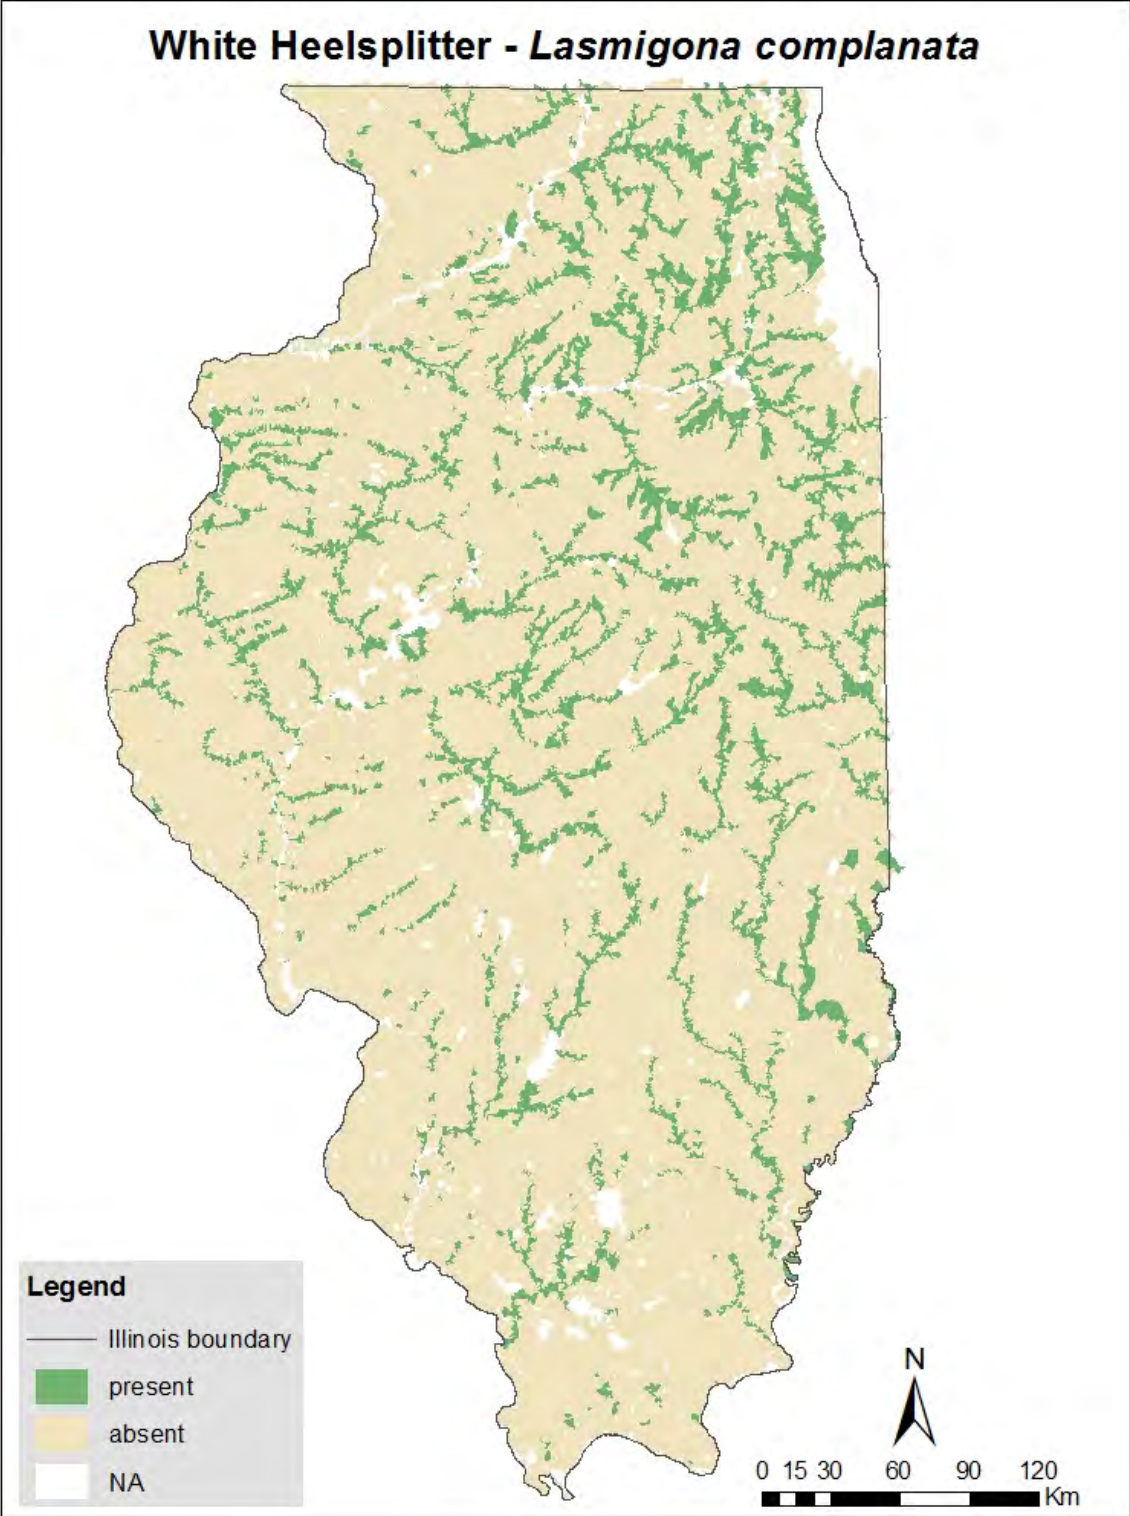 White Heelsplitter - Lasmigona complanata
Legend
Illinois boundary
present
absent
NA
N
0 15 30 60 90 120
Km